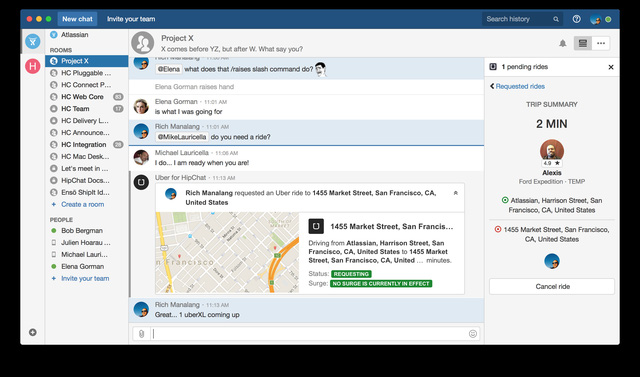 New chat
Invite your team
Search history
Atlassian
ROOMS
Project X
HC Pluggable ...
HC Connect P...
HC Web Core
HC Team
17
HC Delivery L...
HC Announce...
HC Integration
HC Mac Desk...
Let's meet in ...
HipChat Docs...
Ensō ShipIt Id...
+ Create a room
PEOPLE
Bob Bergman
Julien Hoarau ...
Michael Lauri...
Elena Gorman
+ Invite your team
H
Project X
X comes before YZ, but after W. What say you?
Rich Manalang
@Elena what does that /raises slash command do?
Elena Gorman raises hand
Elena Gorman · 11:01 AM
is what I was going for
Rich Manalang · 11:01 AM
@MikeLauricella do you need a ride?
Michael Lauricella · 11:09 AM
I do... I am ready when you are!
Uber for HipChat · 11:13 AM
Rich Manalang requested an Uber ride to 1455 Market Street, San Francisco, CA,
United States
San Francisco
1455 Market Street, San Francis...
Driving from Atlassian, Harrison Street, San
Francisco, CA, United States to 1455 Market
Street, San Francisco, CA, United ... minutes.
Status: REQUESTING
Surge: NO SURGE IS CURRENTLY IN EFFECT
Rich Manalang · 11:13 AM
Great... 1 uberXL coming up
1 pending rides
Requested rides
TRIP SUMMARY
2 MIN
4.9 ★
Alexis
Ford Expedition · TEMP
Atlassian, Harrison Street, San
Francisco, CA, United States
1455 Market Street, San Francisco,
CA, United States
Cancel ride